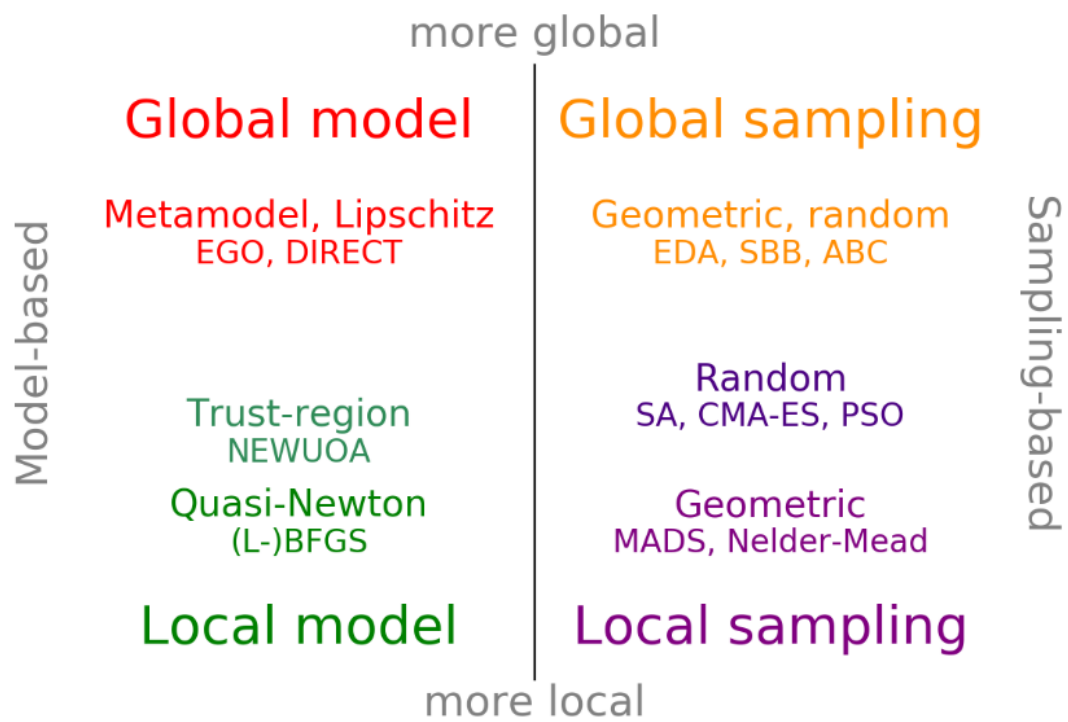 more global
Global model
Global sampling
Metamodel, Lipschitz
EGO, DIRECT
Geometric, random
EDA, SBB, ABC
Model-based
Sampling-based
Random
SA, CMA-ES, PSO
Trust-region
NEWUOA
Quasi-Newton
(L-)BFGS
Geometric
MADS, Nelder-Mead
Local model
Local sampling
more local